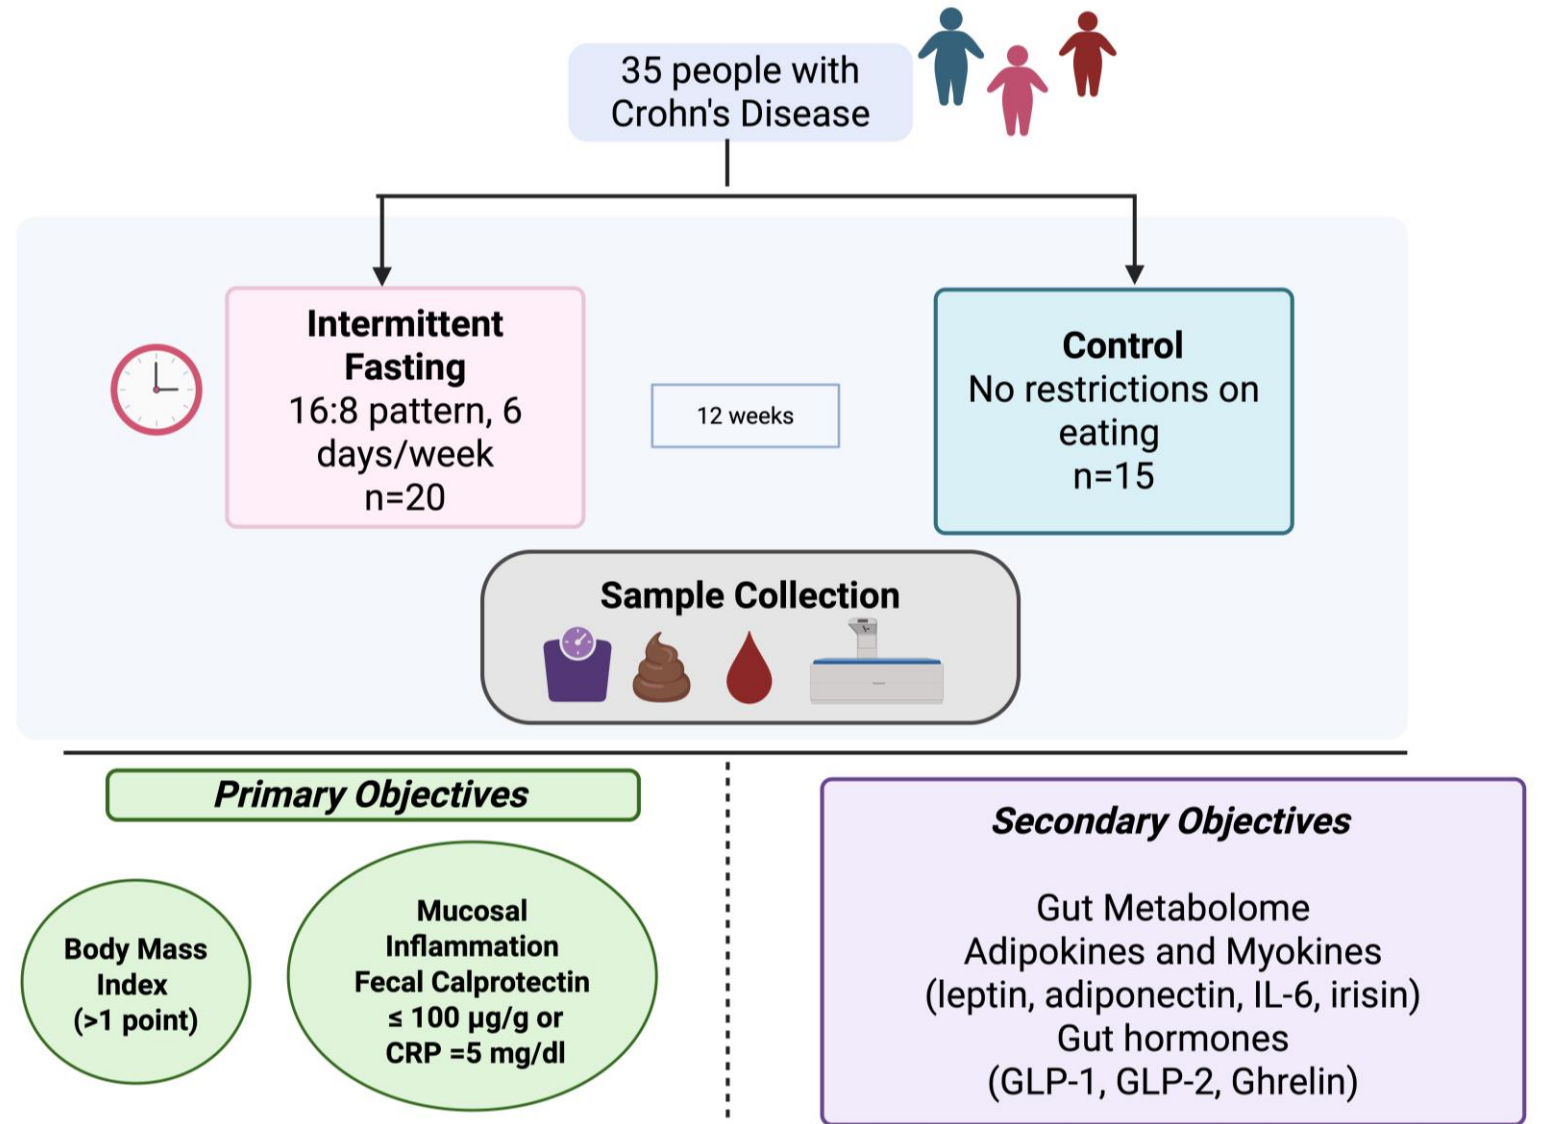 35 people with
Crohn's Disease
Intermittent
Fasting
16:8 pattern, 6
days/week
n=20
12 weeks
Control
No restrictions on
eating
n=15
Sample Collection
Primary Objectives
Body Mass
Index
(>1 point)
Mucosal
Inflammation
Fecal Calprotectin
≤ 100 µg/g or
CRP =5 mg/dl
Secondary Objectives
Gut Metabolome
Adipokines and Myokines
(leptin, adiponectin, IL-6, irisin)
Gut hormones
(GLP-1, GLP-2, Ghrelin)